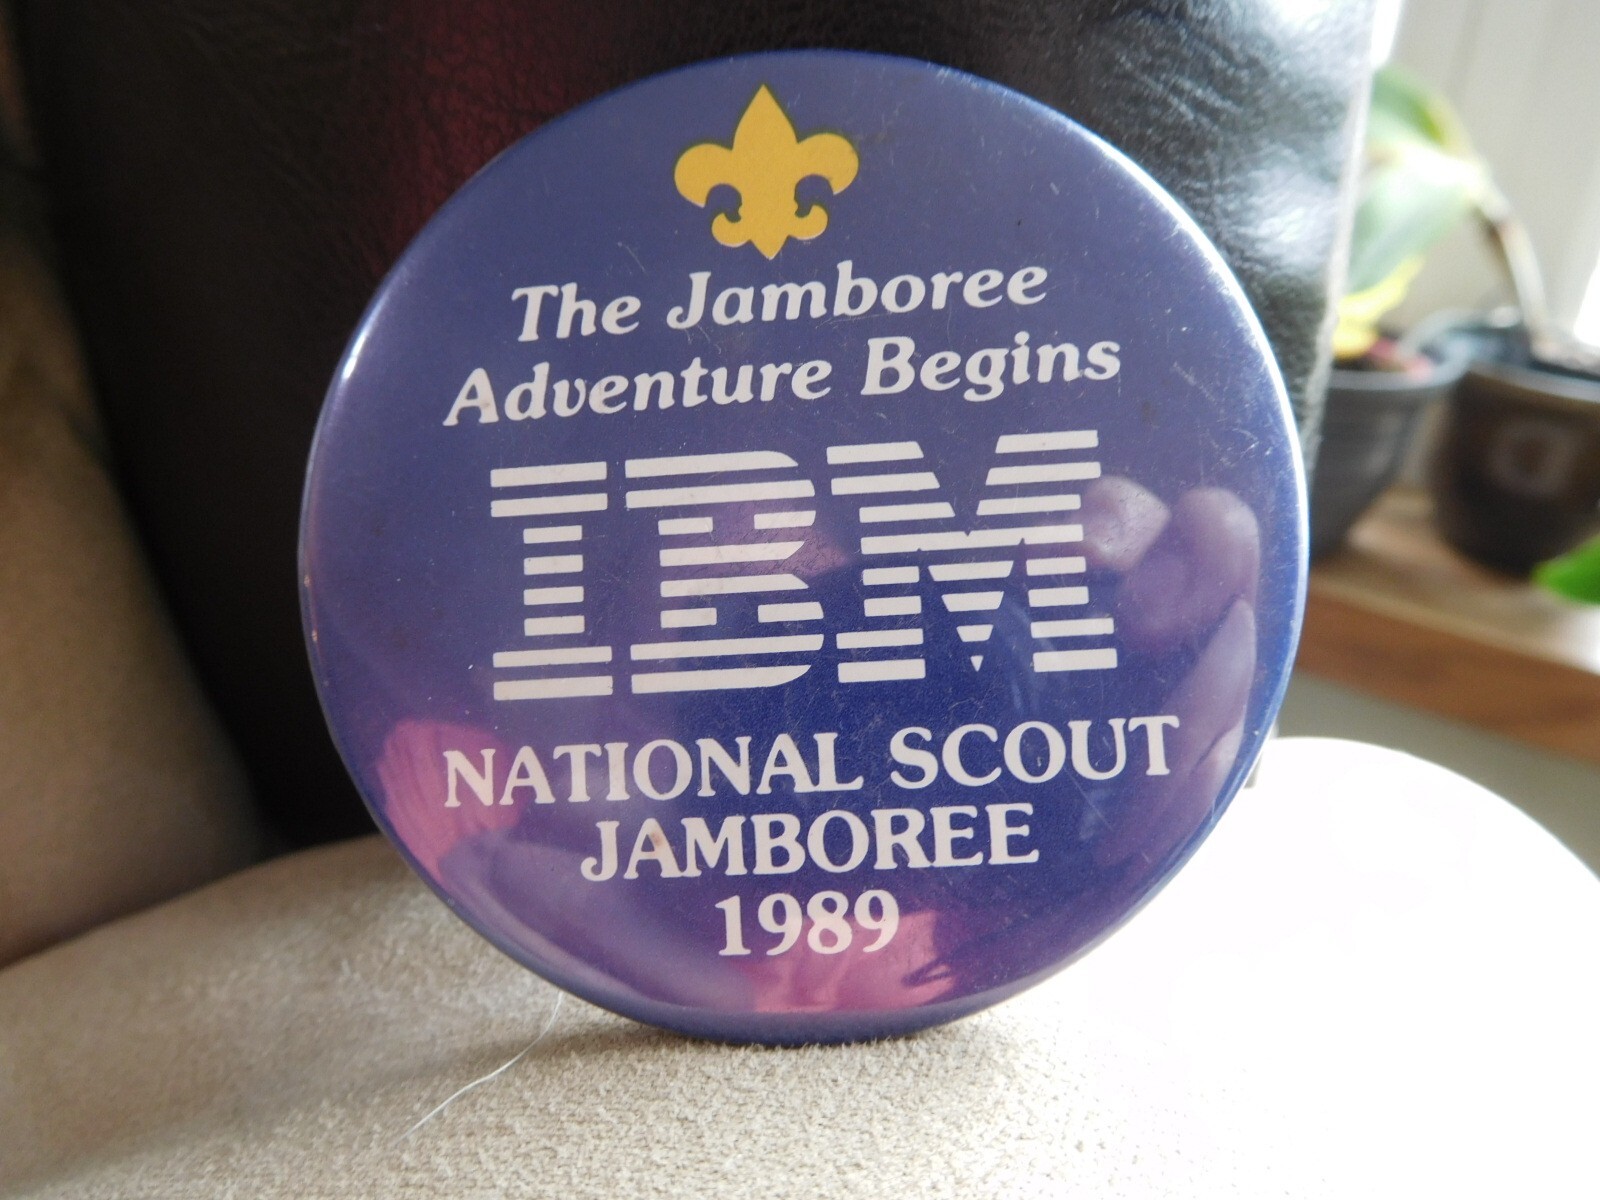 The Jamboree
Adventure Begins
IBM
NATIONAL SCOUT
JAMBOREE
1989